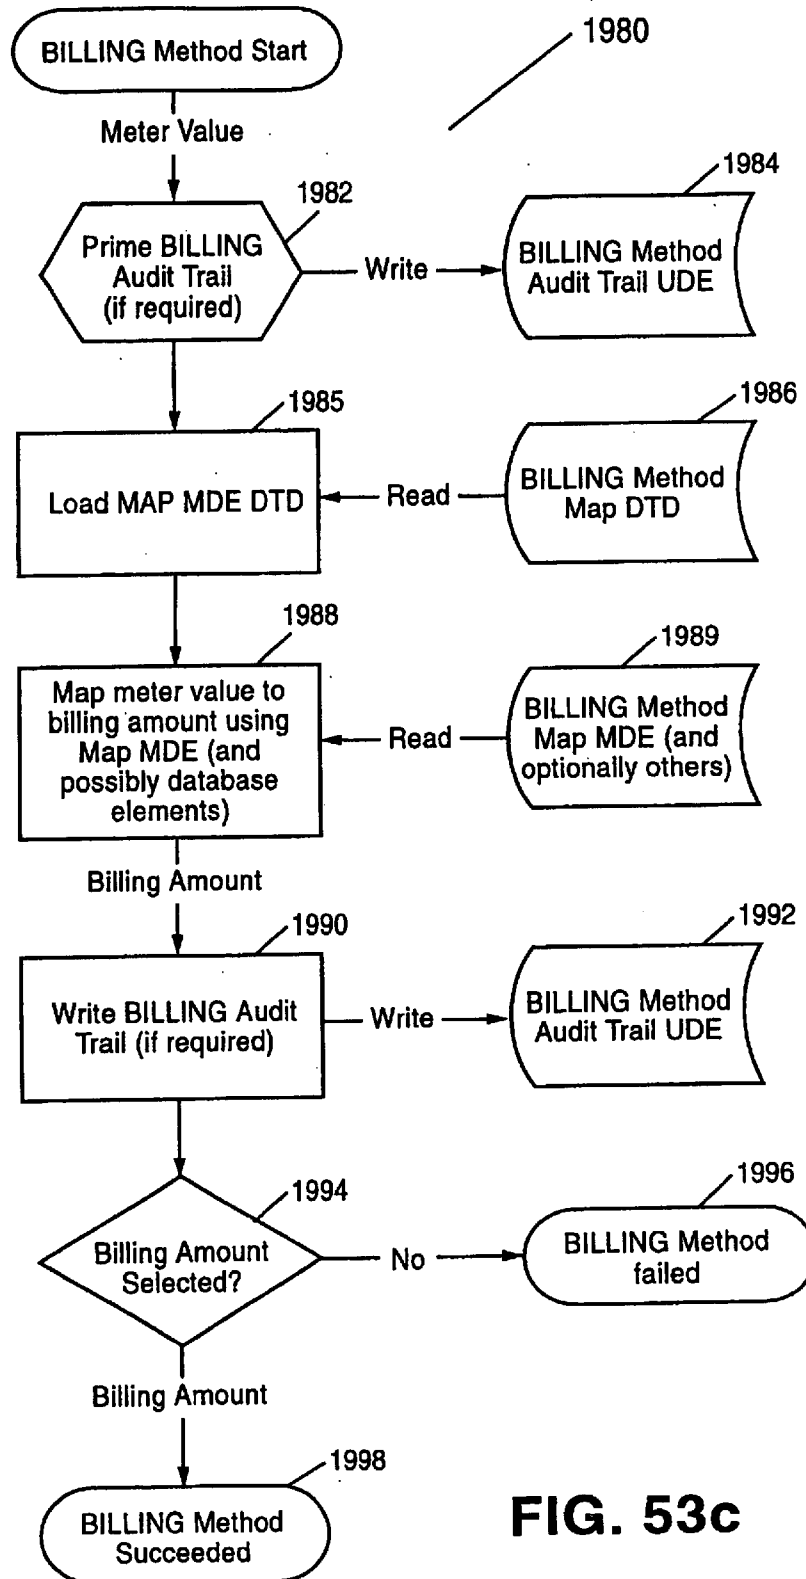 BILLING Method Start
1980
Meter Value
1982
1984
Prime BILLING
Audit Trail
(if required)
Write
BILLING Method
Audit Trail UDE
1985
1986
Load MAP MDE DTD
Read
BILLING Method
Map DTD
1988
1989
Map meter value to
billing amount using
Map MDE (and
possibly database
elements)
Read
BILLING Method
Map MDE (and
optionally others)
Billing Amount
1990
1992
Write BILLING Audit
Trail (if required)
Write
BILLING Method
Audit Trail UDE
1994
1996
Billing Amount
Selected?
No
BILLING Method
failed
Billing Amount
1998
BILLING Method
Succeeded
FIG. 53c